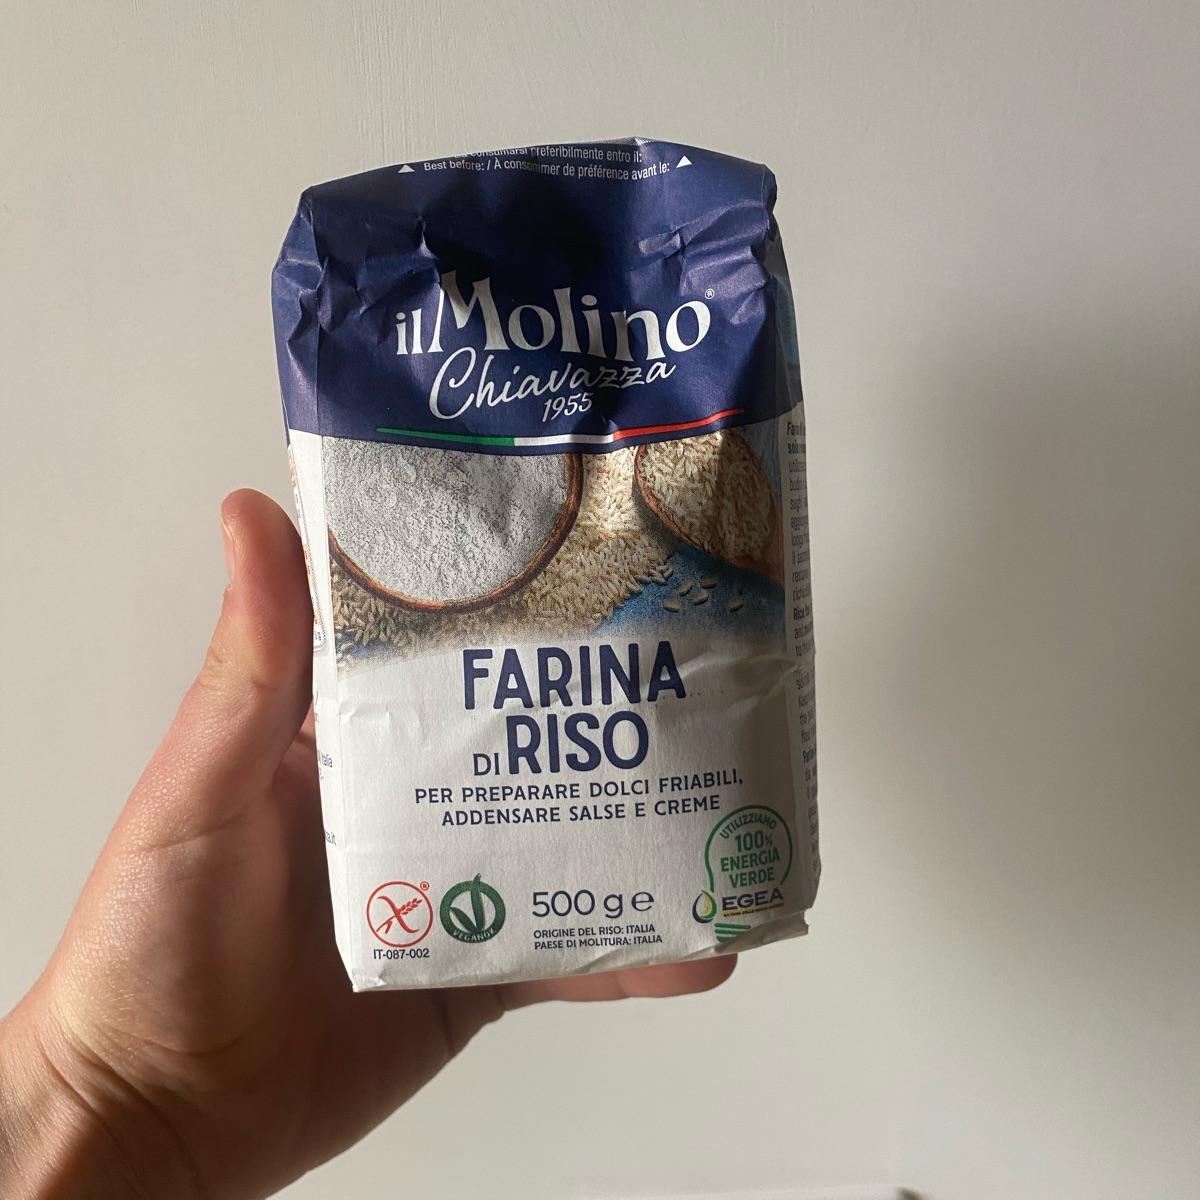 preferibilmente entro il:
Best before: / À consommer de préférence avant le:
il Molino®
Chiavazza
1955
FARINA
DI RISO
PER PREPARARE DOLCI FRIABILI,
ADDENSARE SALSE E CREME
UTILIZZIAMO
100%
ENERGIA
VERDE
EGEA
®
IT-087-002
VEGANOK
500 g e
ORIGINE DEL RISO: ITALIA
PAESE DI MOLITURA: ITALIA